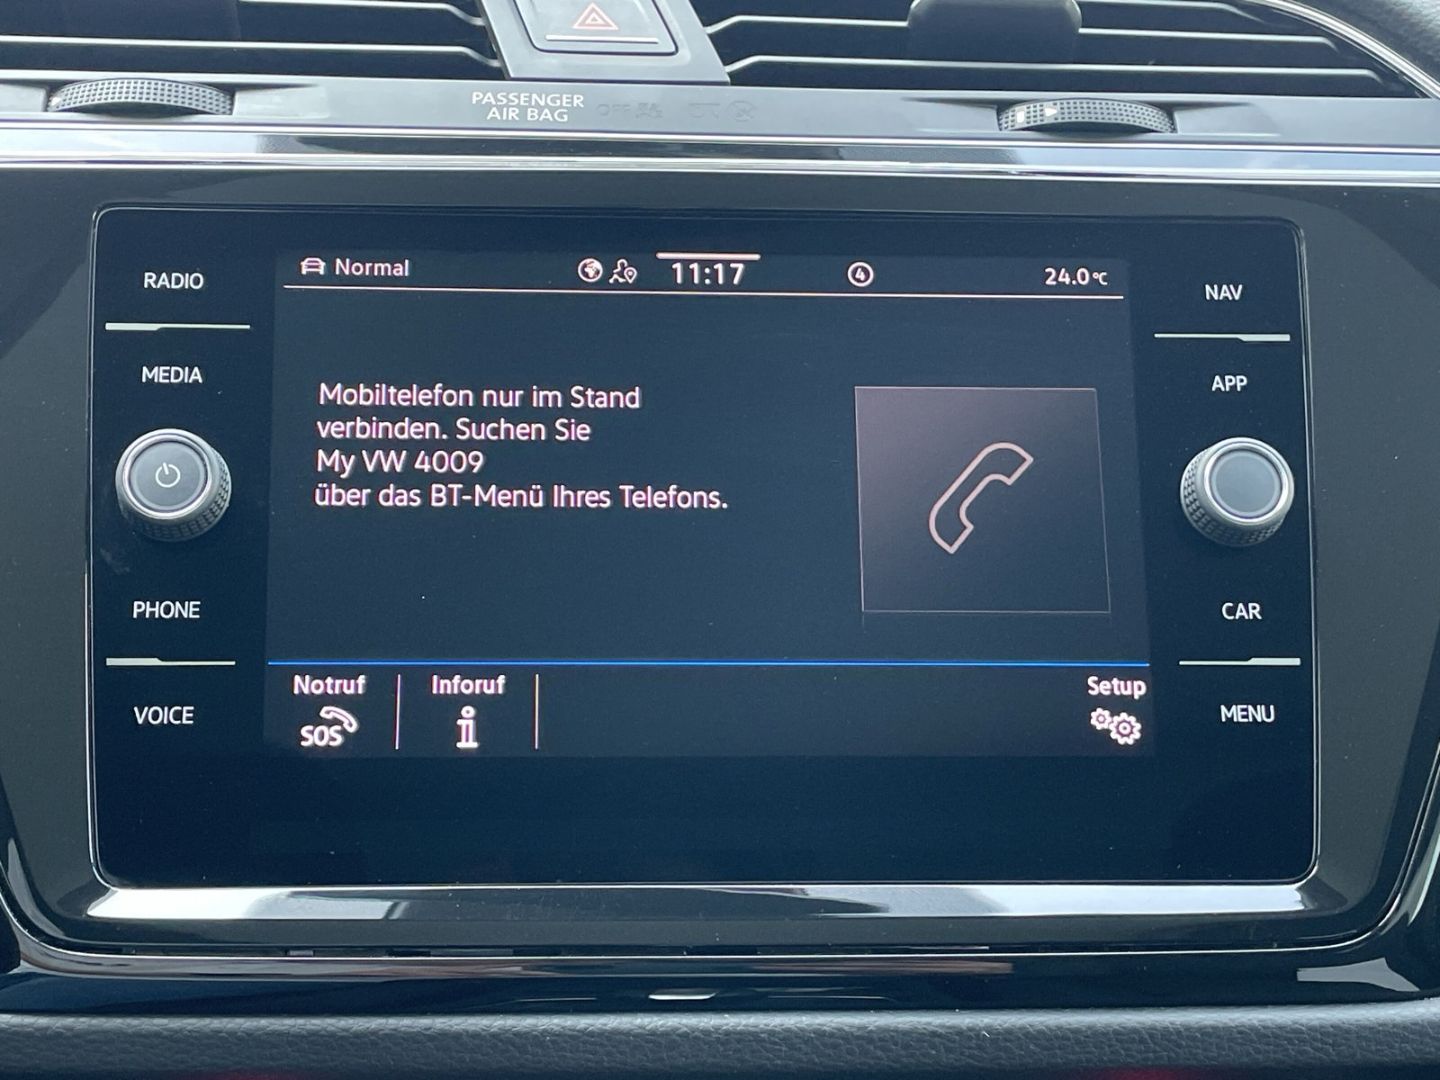 PASSENGER
AIR BAG
RADIO
MEDIA
PHONE
VOICE
Normal
11:17
4
24.0°C
Mobiltelefon nur im Stand
verbinden. Suchen Sie
My VW 4009
über das BT-Menü Ihres Telefons.
Notruf
SOS
Inforuf
i
Setup
NAV
APP
CAR
MENU